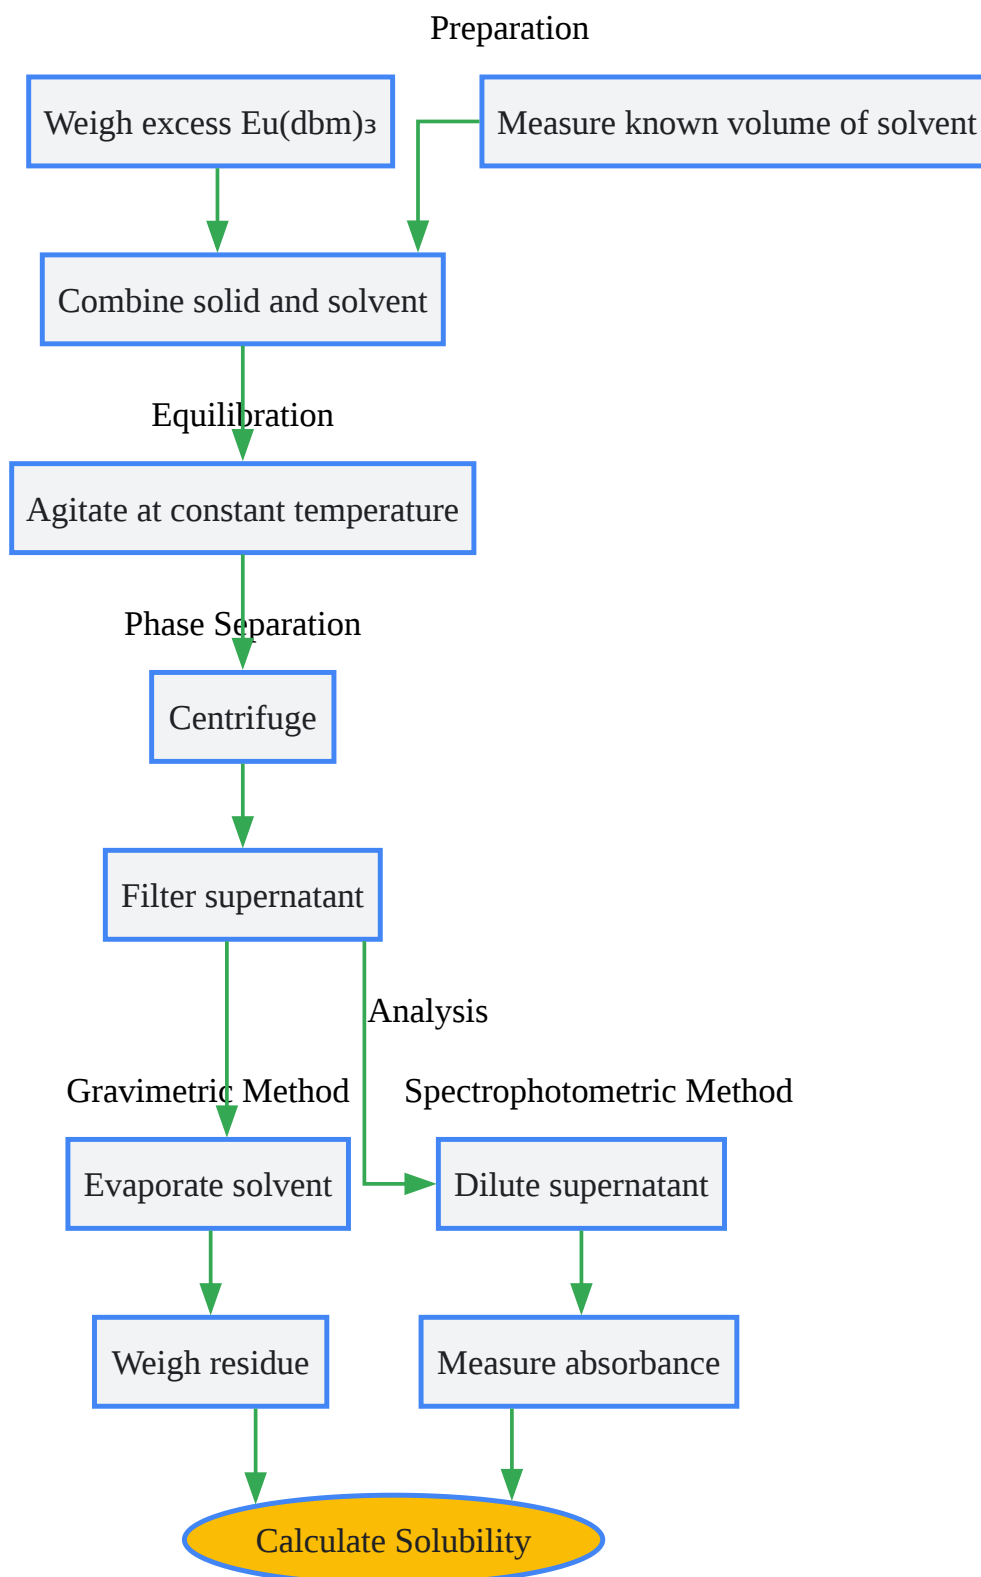 Preparation
Weigh excess Eu(dbm)₃
Measure known volume of solvent
Combine solid and solvent
Equilibration
Agitate at constant temperature
Phase Separation
Centrifuge
Filter supernatant
Analysis
Gravimetric Method
Spectrophotometric Method
Evaporate solvent
Dilute supernatant
Weigh residue
Measure absorbance
Calculate Solubility